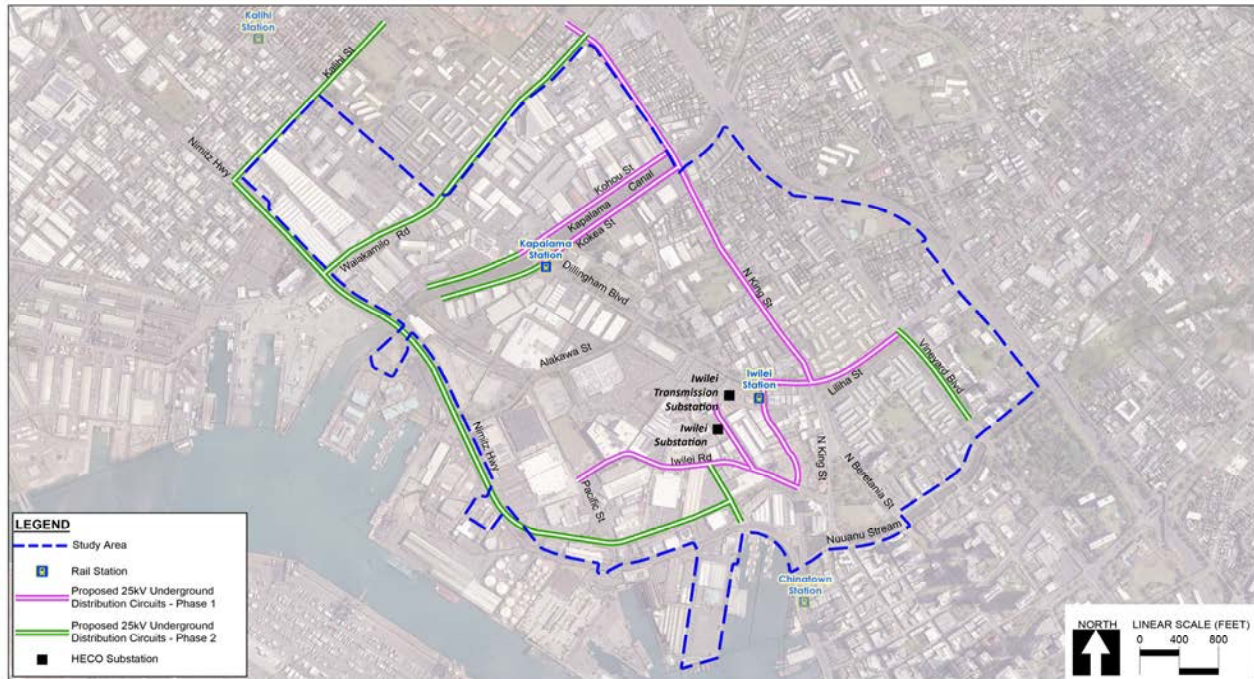 Kalihi
Station
Kalihi St
Nimitz Hwy
Kohou St
Kapalama
Canal
Kokea St
Waiakamilo Rd
Kapalama
Station
Dillingham Blvd
N King St
Alakawa St
Vineyard Blvd
Liliha St
Iwilei
Transmission
Substation
Iwilei
Station
Iwilei
Substation
Iwilei Rd
N King St
N Beretania St
Nimitz Hwy
Pacific St
Nuuanu Stream
Chinatown
Station
LEGEND
Study Area
Rail Station
Proposed 25kV Underground
Distribution Circuits - Phase 1
Proposed 25kV Underground
Distribution Circuits - Phase 2
HECO Substation
NORTH
LINEAR SCALE (FEET)
0 400 800